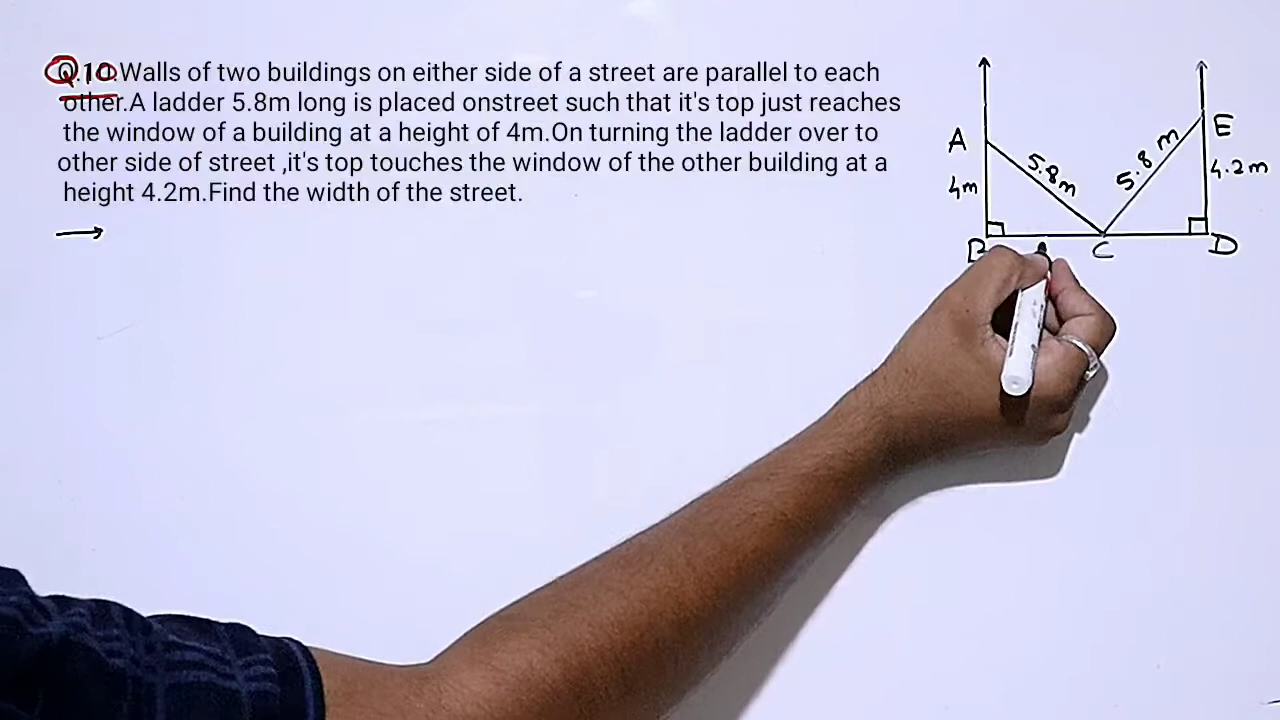 Q.10.Walls of two buildings on either side of a street are parallel to each
other.A ladder 5.8m long is placed onstreet such that it's top just reaches
the window of a building at a height of 4m.On turning the ladder over to
other side of street ,it's top touches the window of the other building at a
height 4.2m.Find the width of the street.
A
E
5.8m
5.8 m
4m
4.2m
B
C
D